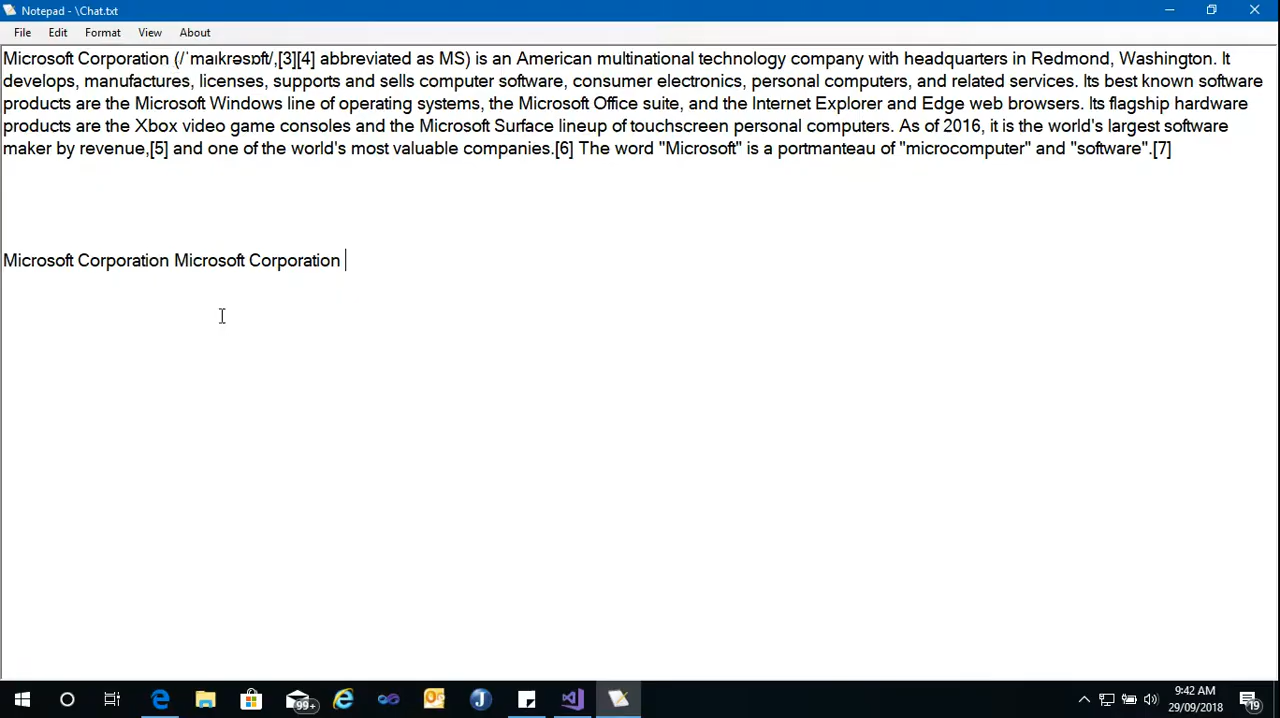 Notepad - \Chat.txt
File Edit Format View About
Microsoft Corporation (/ˈmaɪkrəsɒft/,[3][4] abbreviated as MS) is an American multinational technology company with headquarters in Redmond, Washington. It
develops, manufactures, licenses, supports and sells computer software, consumer electronics, personal computers, and related services. Its best known software
products are the Microsoft Windows line of operating systems, the Microsoft Office suite, and the Internet Explorer and Edge web browsers. Its flagship hardware
products are the Xbox video game consoles and the Microsoft Surface lineup of touchscreen personal computers. As of 2016, it is the world's largest software
maker by revenue,[5] and one of the world's most valuable companies.[6] The word "Microsoft" is a portmanteau of "microcomputer" and "software".[7]
Microsoft Corporation Microsoft Corporation
99+
9:42 AM
29/09/2018
19